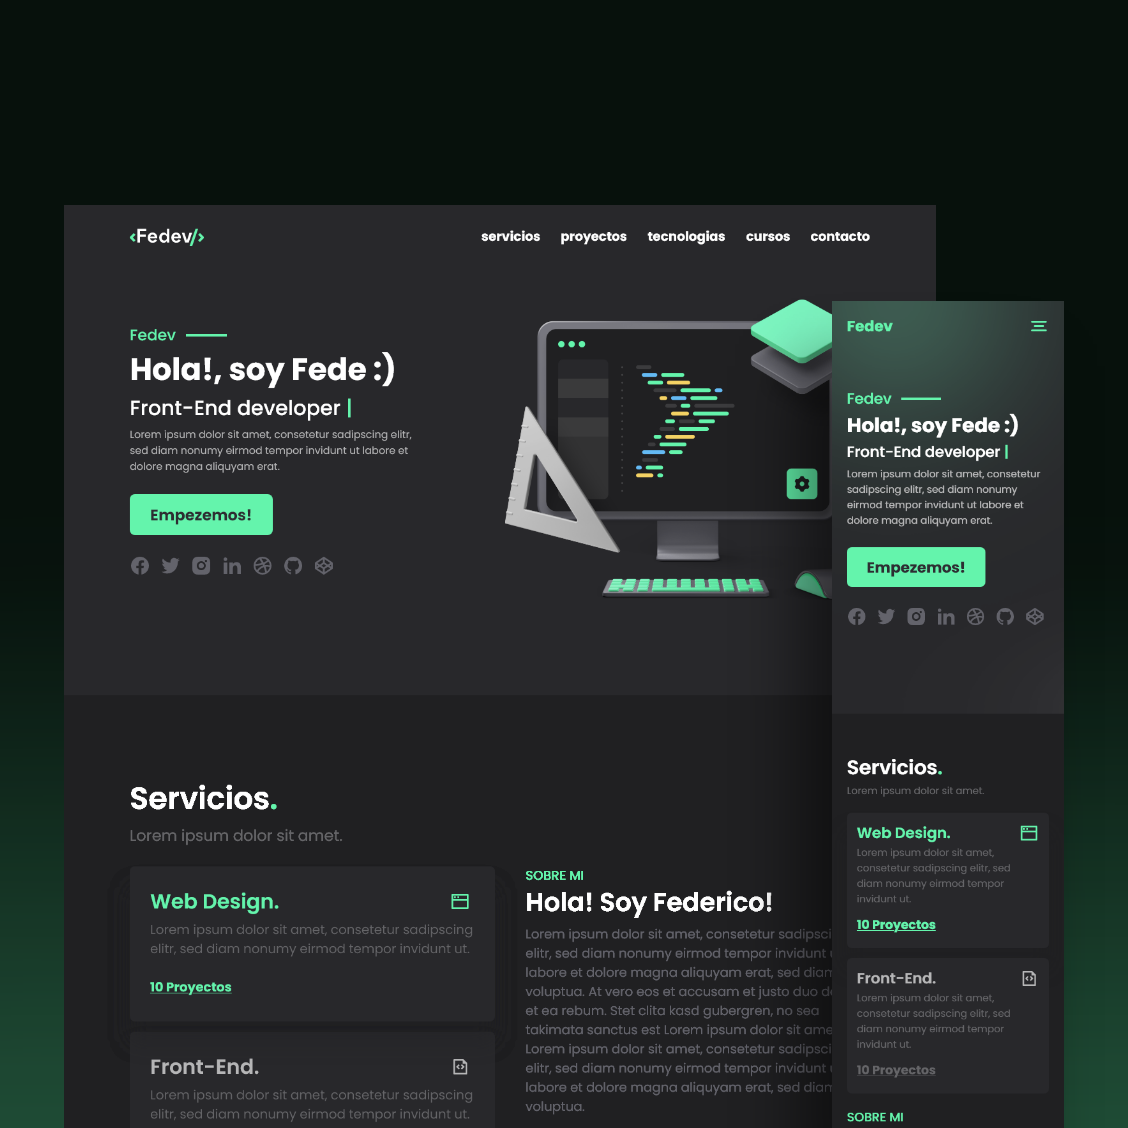 <Fedev/>
servicios proyectos tecnologias cursos contacto
Fedev
Hola!, soy Fede :)
Front-End developer |
Lorem ipsum dolor sit amet, consetetur sadipscing elitr,
sed diam nonumy eirmod tempor invidunt ut labore et
dolore magna aliquyam erat.
Empezemos!
Servicios.
Lorem ipsum dolor sit amet.
Web Design.
Lorem ipsum dolor sit amet, consetetur sadipscing
elitr, sed diam nonumy eirmod tempor invidunt ut.
10 Proyectos
Front-End.
Lorem ipsum dolor sit amet, consetetur sadipscing
elitr, sed diam nonumy eirmod tempor invidunt ut.
SOBRE MI
Hola! Soy Federico!
Lorem ipsum dolor sit amet, consetetur sadipsci
elitr, sed diam nonumy eirmod tempor invidunt
labore et dolore magna aliquyam erat, sed diam
voluptua. At vero eos et accusam et justo duo d
et ea rebum. Stet clita kasd gubergren, no sea
takimata sanctus est Lorem ipsum dolor sit ame
Lorem ipsum dolor sit amet, consetetur sadipsci
elitr, sed diam nonumy eirmod tempor invidunt
labore et dolore magna aliquyam erat, sed diam
voluptua.
Fedev
Fedev
Hola!, soy Fede :)
Front-End developer |
Lorem ipsum dolor sit amet, consetetur
sadipscing elitr, sed diam nonumy
eirmod tempor invidunt ut labore et
dolore magna aliquyam erat.
Empezemos!
Servicios.
Lorem ipsum dolor sit amet.
Web Design.
Lorem ipsum dolor sit amet,
consetetur sadipscing elitr, sed
diam nonumy eirmod tempor
invidunt ut.
10 Proyectos
Front-End.
Lorem ipsum dolor sit amet,
consetetur sadipscing elitr, sed
diam nonumy eirmod tempor
invidunt ut.
10 Proyectos
SOBRE MI